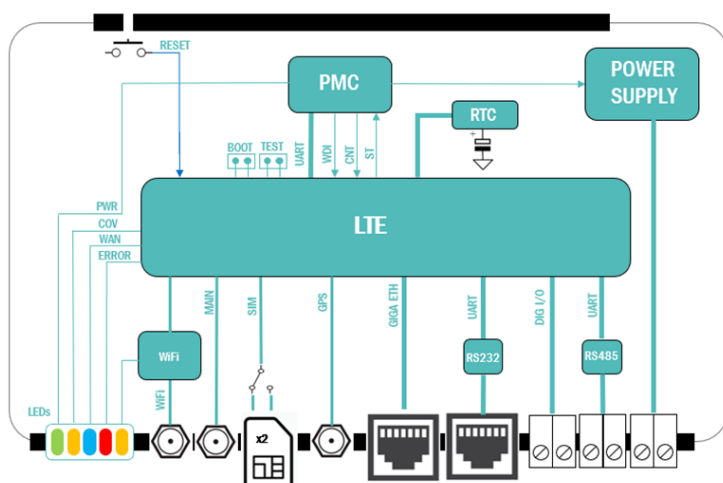 RESET
PMC
POWER
SUPPLY
RTC
+
BOOT
TEST
UART
WDI
CNT
ST
PWR
COV
WAN
ERROR
LTE
MAIN
SIM
GPS
GIGA ETH
UART
DIG I/O
UART
WiFi
RS232
RS485
WiFi
LEDs
x2